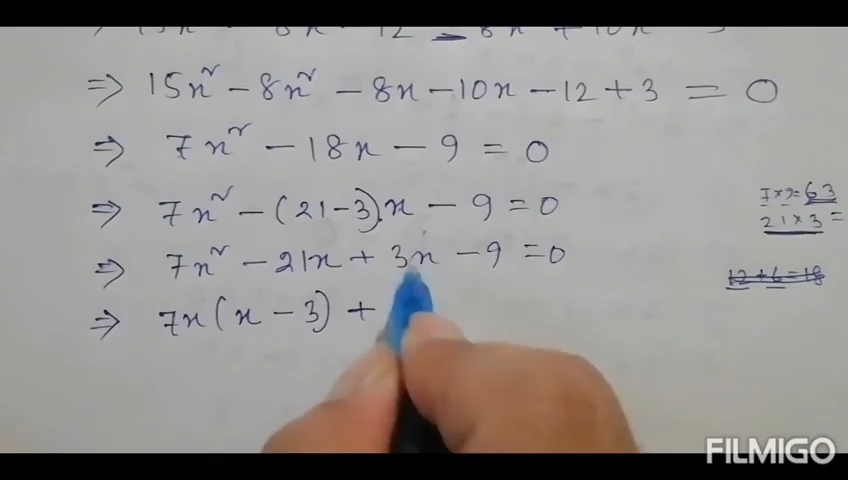 ⇒ 15x² - 8x² - 8x - 10x - 12 + 3 = 0
⇒ 7x² - 18x - 9 = 0
⇒ 7x² - (21-3).x - 9 = 0
⇒ 7x² - 21x + 3x - 9 = 0
⇒ 7x(x - 3) +
7×9=63
21×3=
12+6=18
FILMIGO